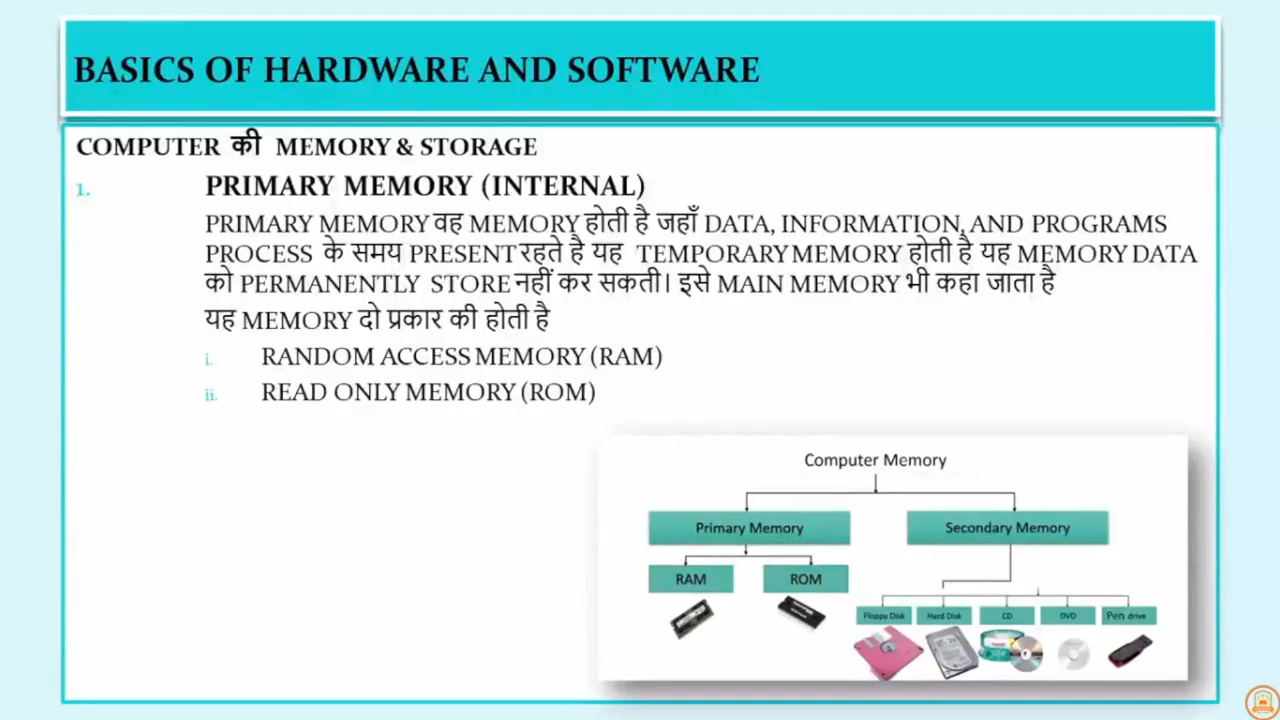 BASICS OF HARDWARE AND SOFTWARE
COMPUTER की MEMORY & STORAGE
1. PRIMARY MEMORY (INTERNAL)
PRIMARY MEMORY वह MEMORY होती है जहाँ DATA, INFORMATION, AND PROGRAMS
PROCESS के समय PRESENT रहते है यह TEMPORARY MEMORY होती है यह MEMORY DATA
को PERMANENTLY STORE नहीं कर सकती। इसे MAIN MEMORY भी कहा जाता है
यह MEMORY दो प्रकार की होती है
i. RANDOM ACCESS MEMORY (RAM)
ii. READ ONLY MEMORY (ROM)
Computer Memory
Primary Memory Secondary Memory
RAM ROM
Floppy Disk Hard Disk CD DVD Pen drive